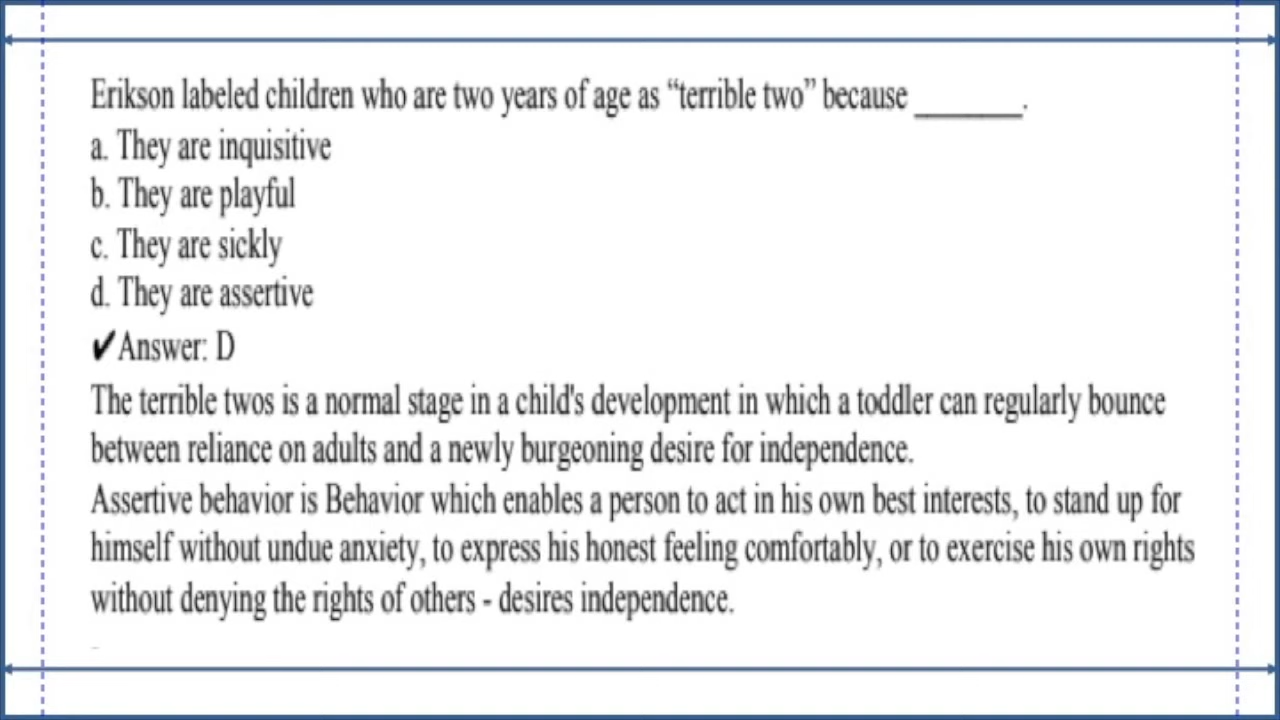 Erikson labeled children who are two years of age as “terrible two” because _______.
a. They are inquisitive
b. They are playful
c. They are sickly
d. They are assertive
✔Answer: D
The terrible twos is a normal stage in a child's development in which a toddler can regularly bounce
between reliance on adults and a newly burgeoning desire for independence.
Assertive behavior is Behavior which enables a person to act in his own best interests, to stand up for
himself without undue anxiety, to express his honest feeling comfortably, or to exercise his own rights
without denying the rights of others - desires independence.